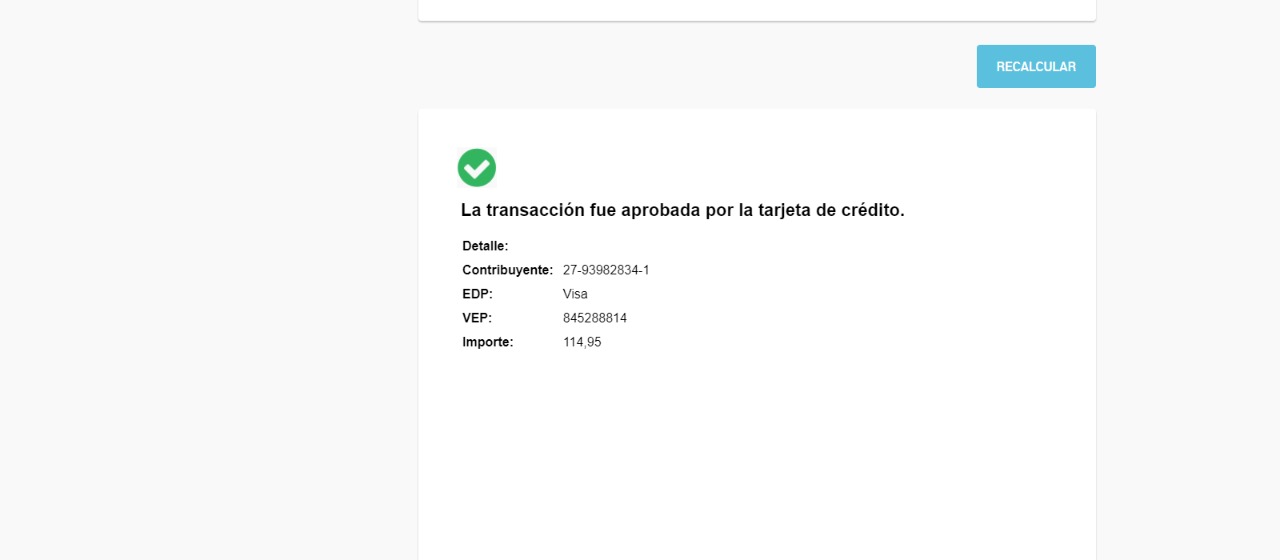 RECALCULAR
La transacción fue aprobada por la tarjeta de crédito.
Detalle:
Contribuyente: 27-93982834-1
EDP: Visa
VEP: 845288814
Importe: 114,95